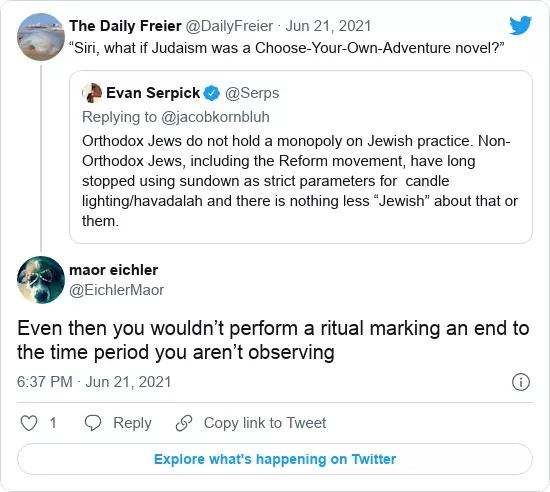 The Daily Freier @DailyFreier · Jun 21, 2021
“Siri, what if Judaism was a Choose-Your-Own-Adventure novel?”
Evan Serpick @Serps
Replying to @jacobkornbluh
Orthodox Jews do not hold a monopoly on Jewish practice. Non-
Orthodox Jews, including the Reform movement, have long
stopped using sundown as strict parameters for  candle
lighting/havadalah and there is nothing less “Jewish” about that or
them.
maor eichler
@EichlerMaor
Even then you wouldn’t perform a ritual marking an end to
the time period you aren’t observing
6:37 PM · Jun 21, 2021
1 Reply Copy link to Tweet
Explore what's happening on Twitter